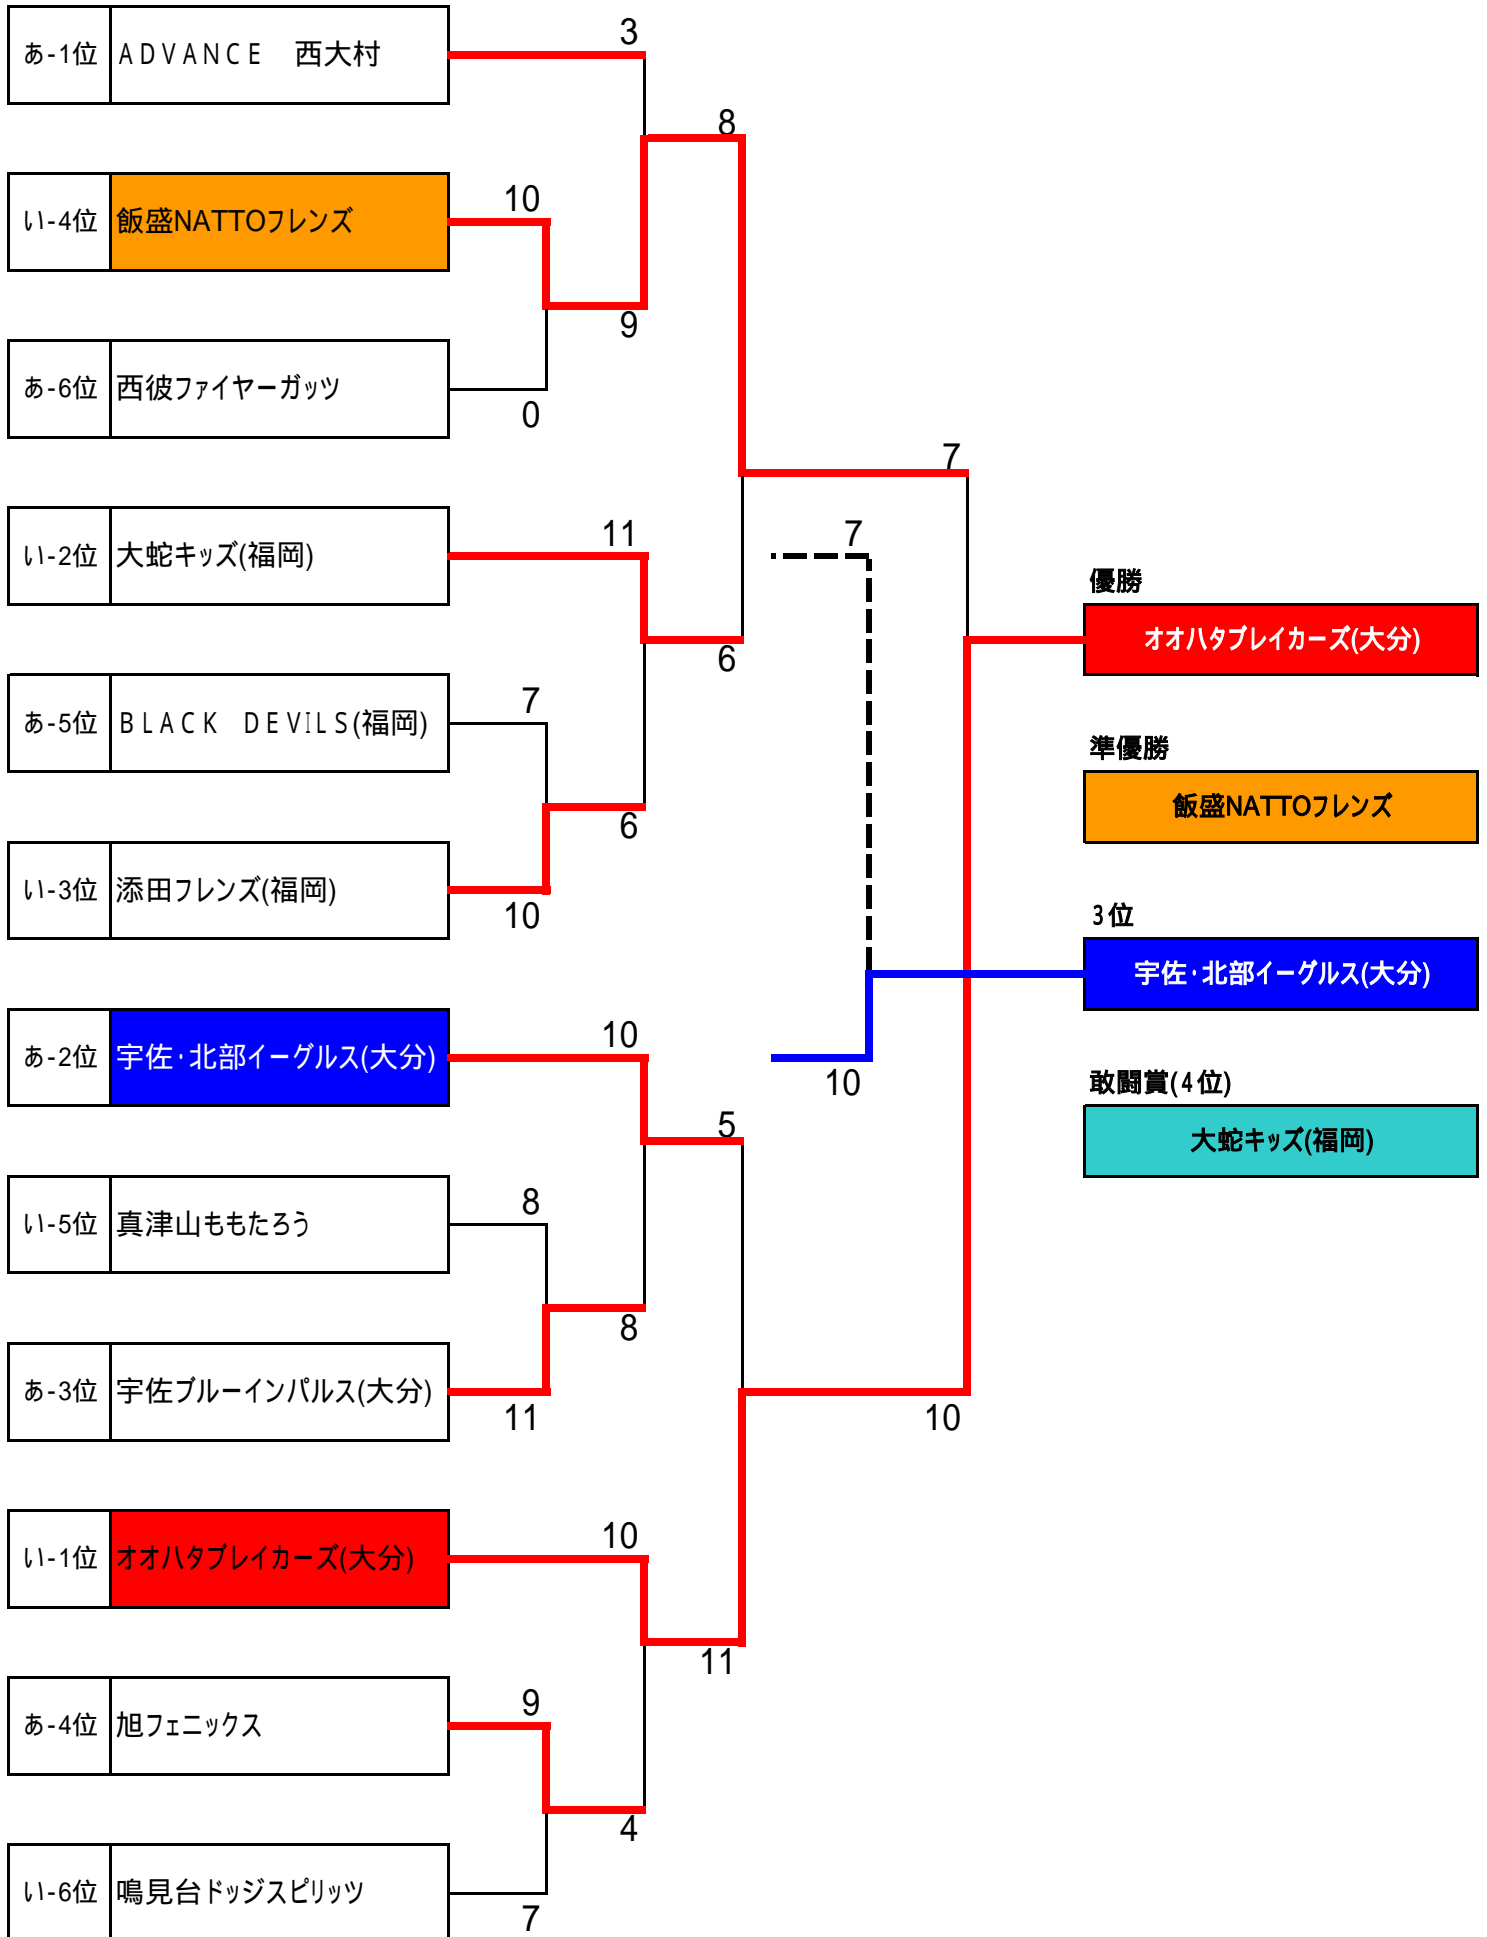 3
あ-1位 ＡＤＶＡＮＣＥ　西大村
8
10
い-4位 飯盛NATTOフレンズ
9
あ-6位 西彼ファイヤーガッツ
0
7
11
7
い-2位 大蛇キッズ(福岡)
優勝
オオハタブレイカーズ(大分)
6
7
あ-5位 ＢＬＡＣＫ　ＤＥＶＩＬＳ(福岡)
準優勝
飯盛NATTOフレンズ
6
い-3位 添田フレンズ(福岡)
10
3位
宇佐・北部イーグルス(大分)
10
あ-2位 宇佐・北部イーグルス(大分)
10
敢闘賞(4位)
5
大蛇キッズ(福岡)
8
い-5位 真津山ももたろう
8
あ-3位 宇佐ブルーインパルス(大分)
11
10
10
い-1位 オオハタブレイカーズ(大分)
11
9
あ-4位 旭フェニックス
4
い-6位 鳴見台ドッジスピリッツ
7